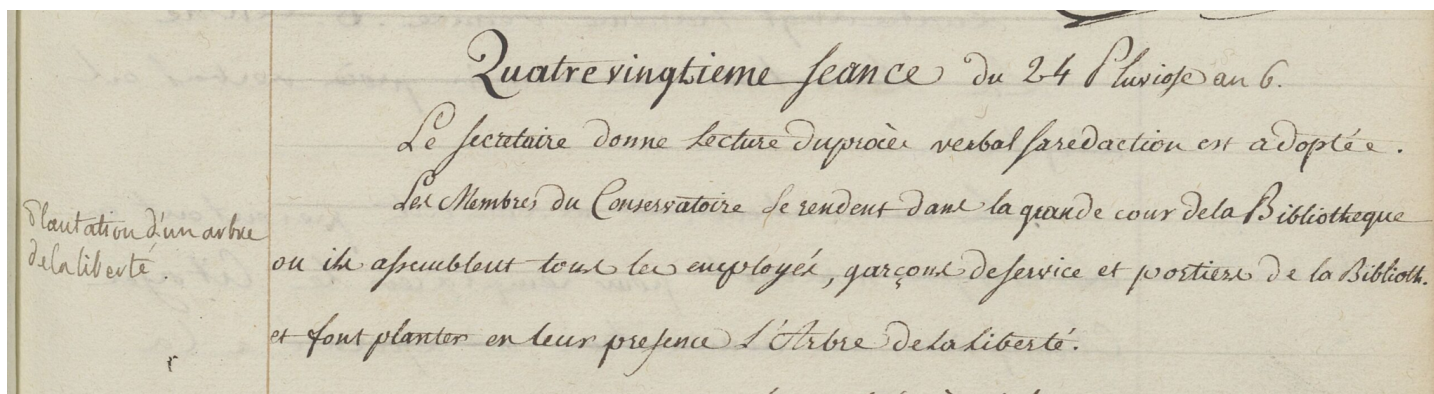 Quatrevingtieme seance du 24 Pluviose an 6.
Le secretaire donne lecture du procès verbal sa redaction est adoptée.
Les Membres du Conservatoire se rendent dans la grande cour de la Bibliotheque
Plantation d'un arbre
de la liberté.
ou ils assemblent tous les employés, garçons de service et portiers de la Biblioth.
et font planter en leur presence l'Arbre de la liberté.